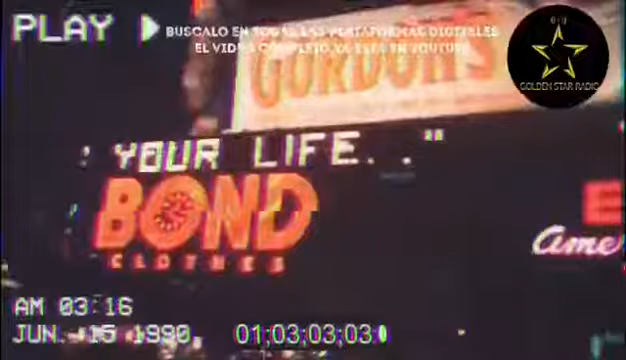 PLAY
BUSCALO EN TODAS LAS PLATAFORMAS DIGITALES
EL VIDEO COMPLETO YA ESTA EN YOUTUBE
GORDON'S
GOLDEN STAR RADIO
YOUR LIFE..."
BOND
CLOTHES
E
Ame
AM 03:16
JUN. 15 1990
01;03;03;03